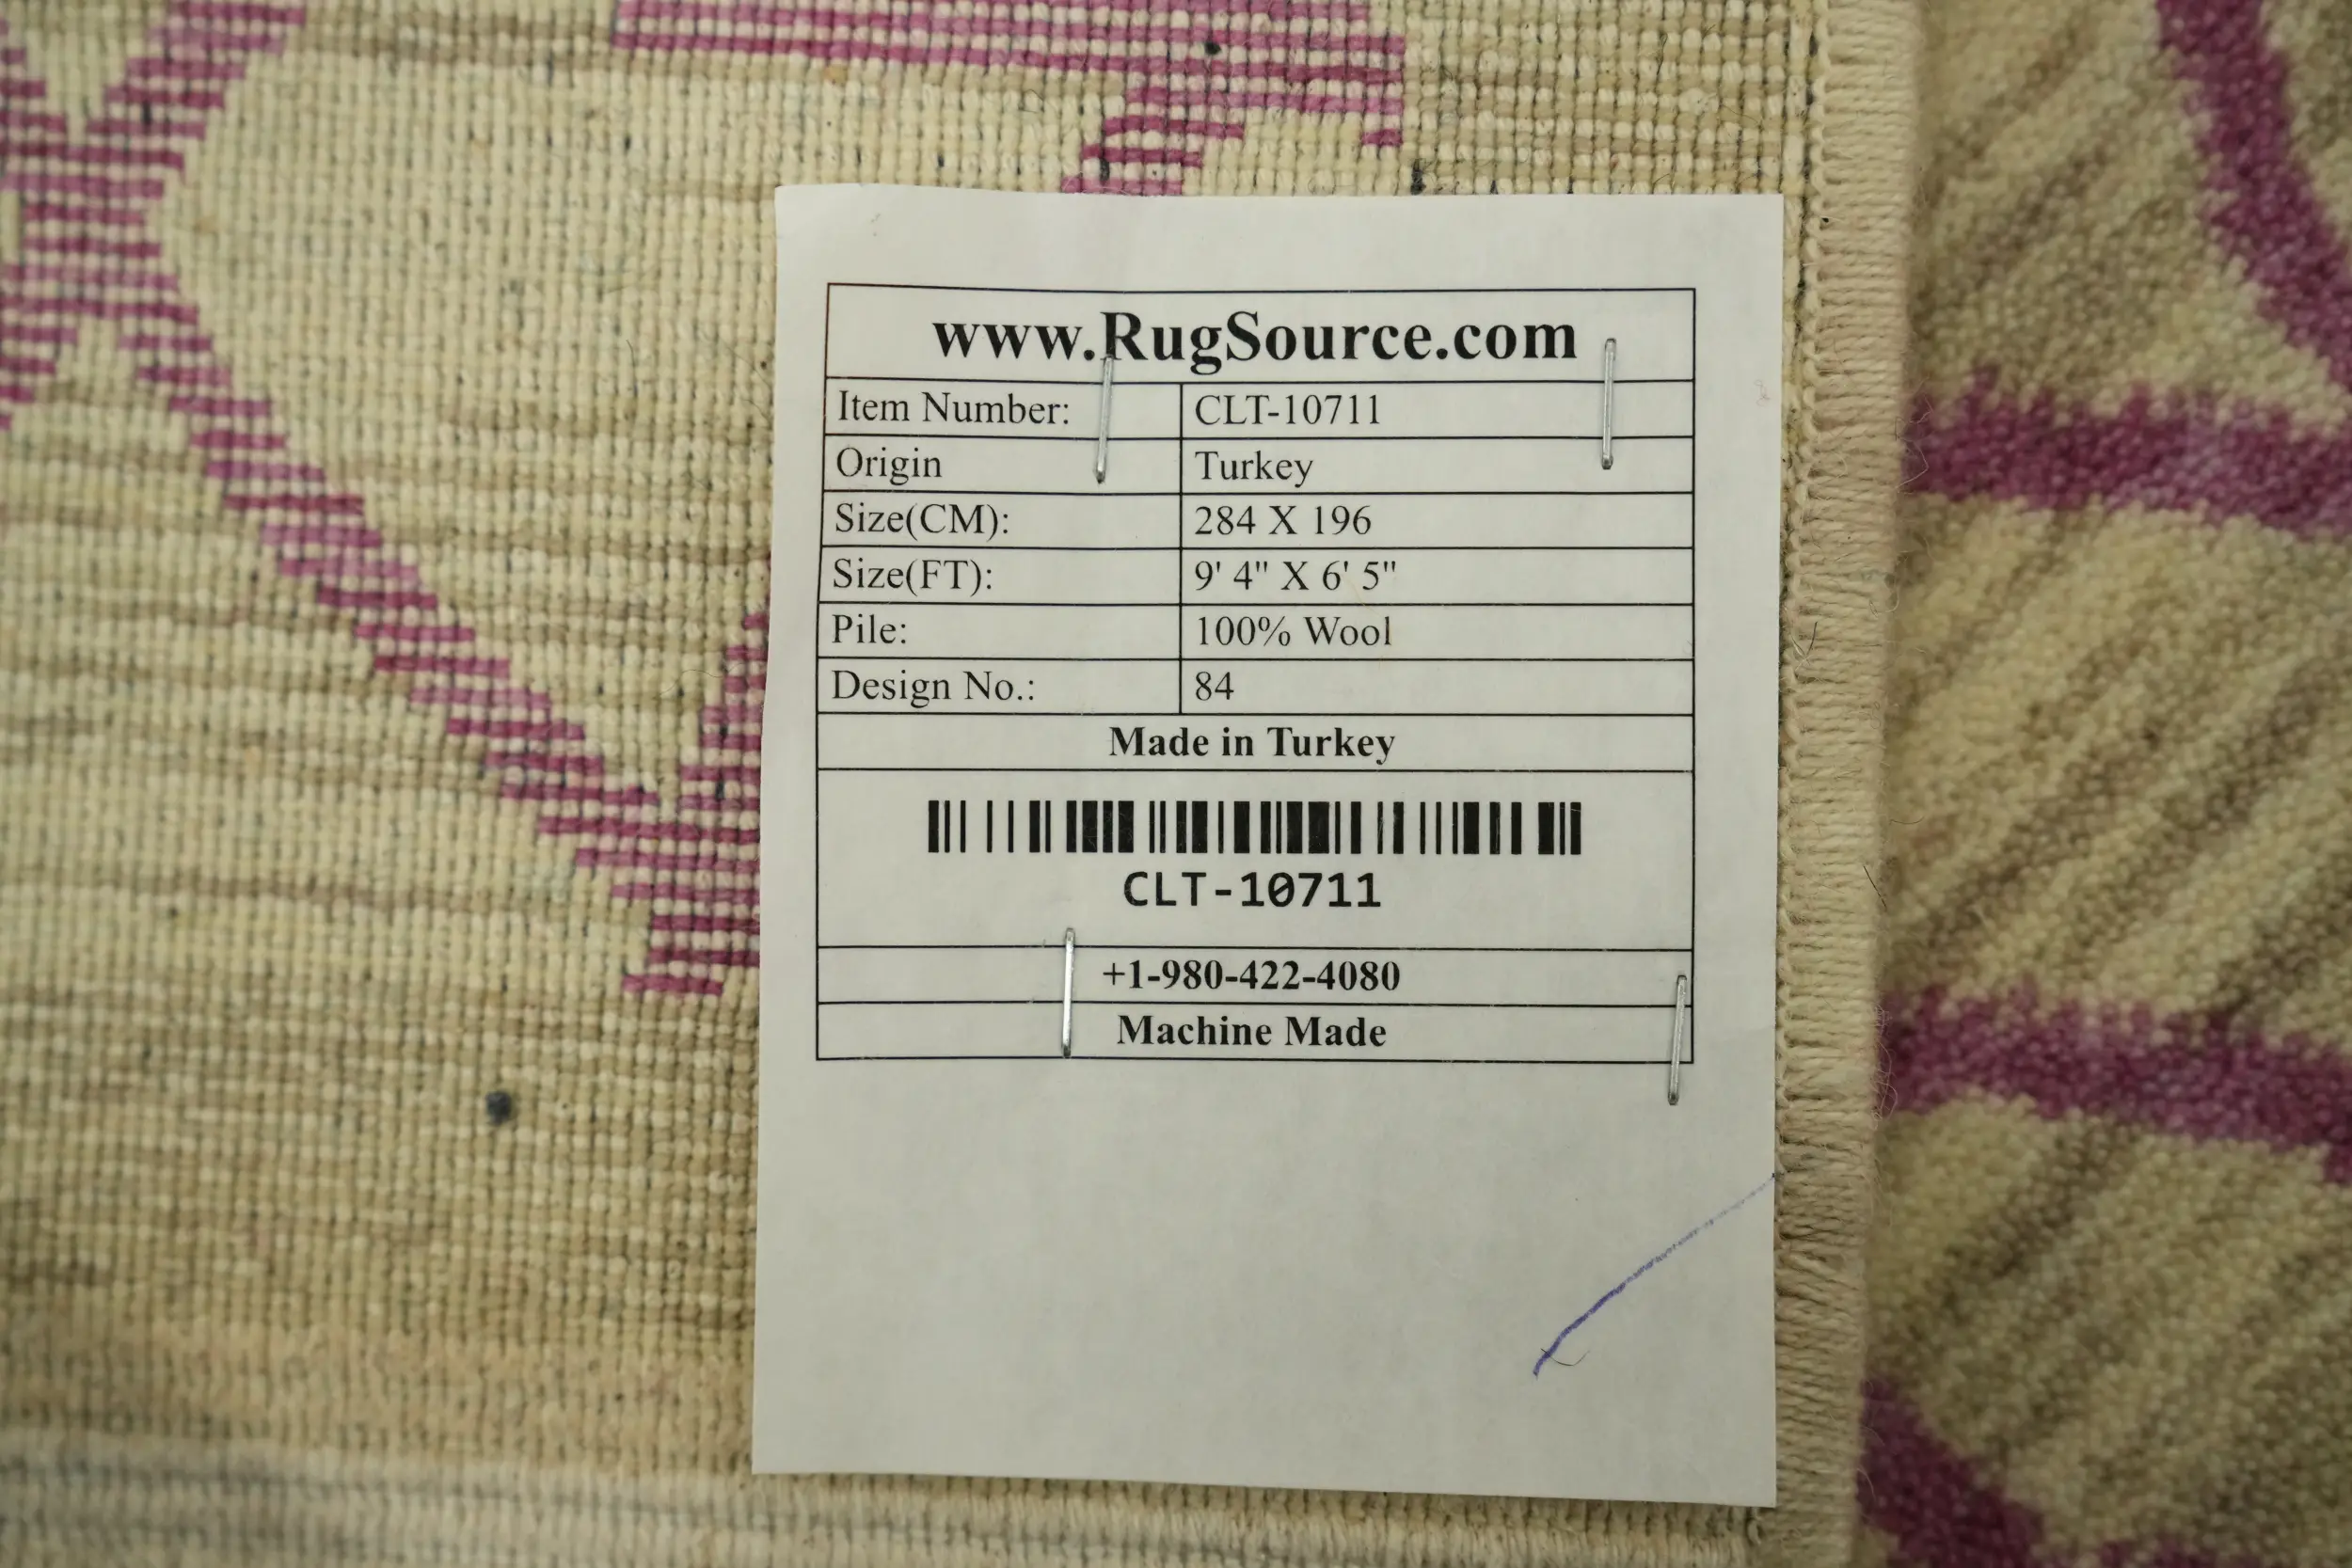 www.RugSource.com
Item Number: CLT-10711
Origin Turkey
Size(CM): 284 X 196
Size(FT): 9' 4" X 6' 5"
Pile: 100% Wool
Design No.: 84
Made in Turkey
CLT-10711
+1-980-422-4080
Machine Made